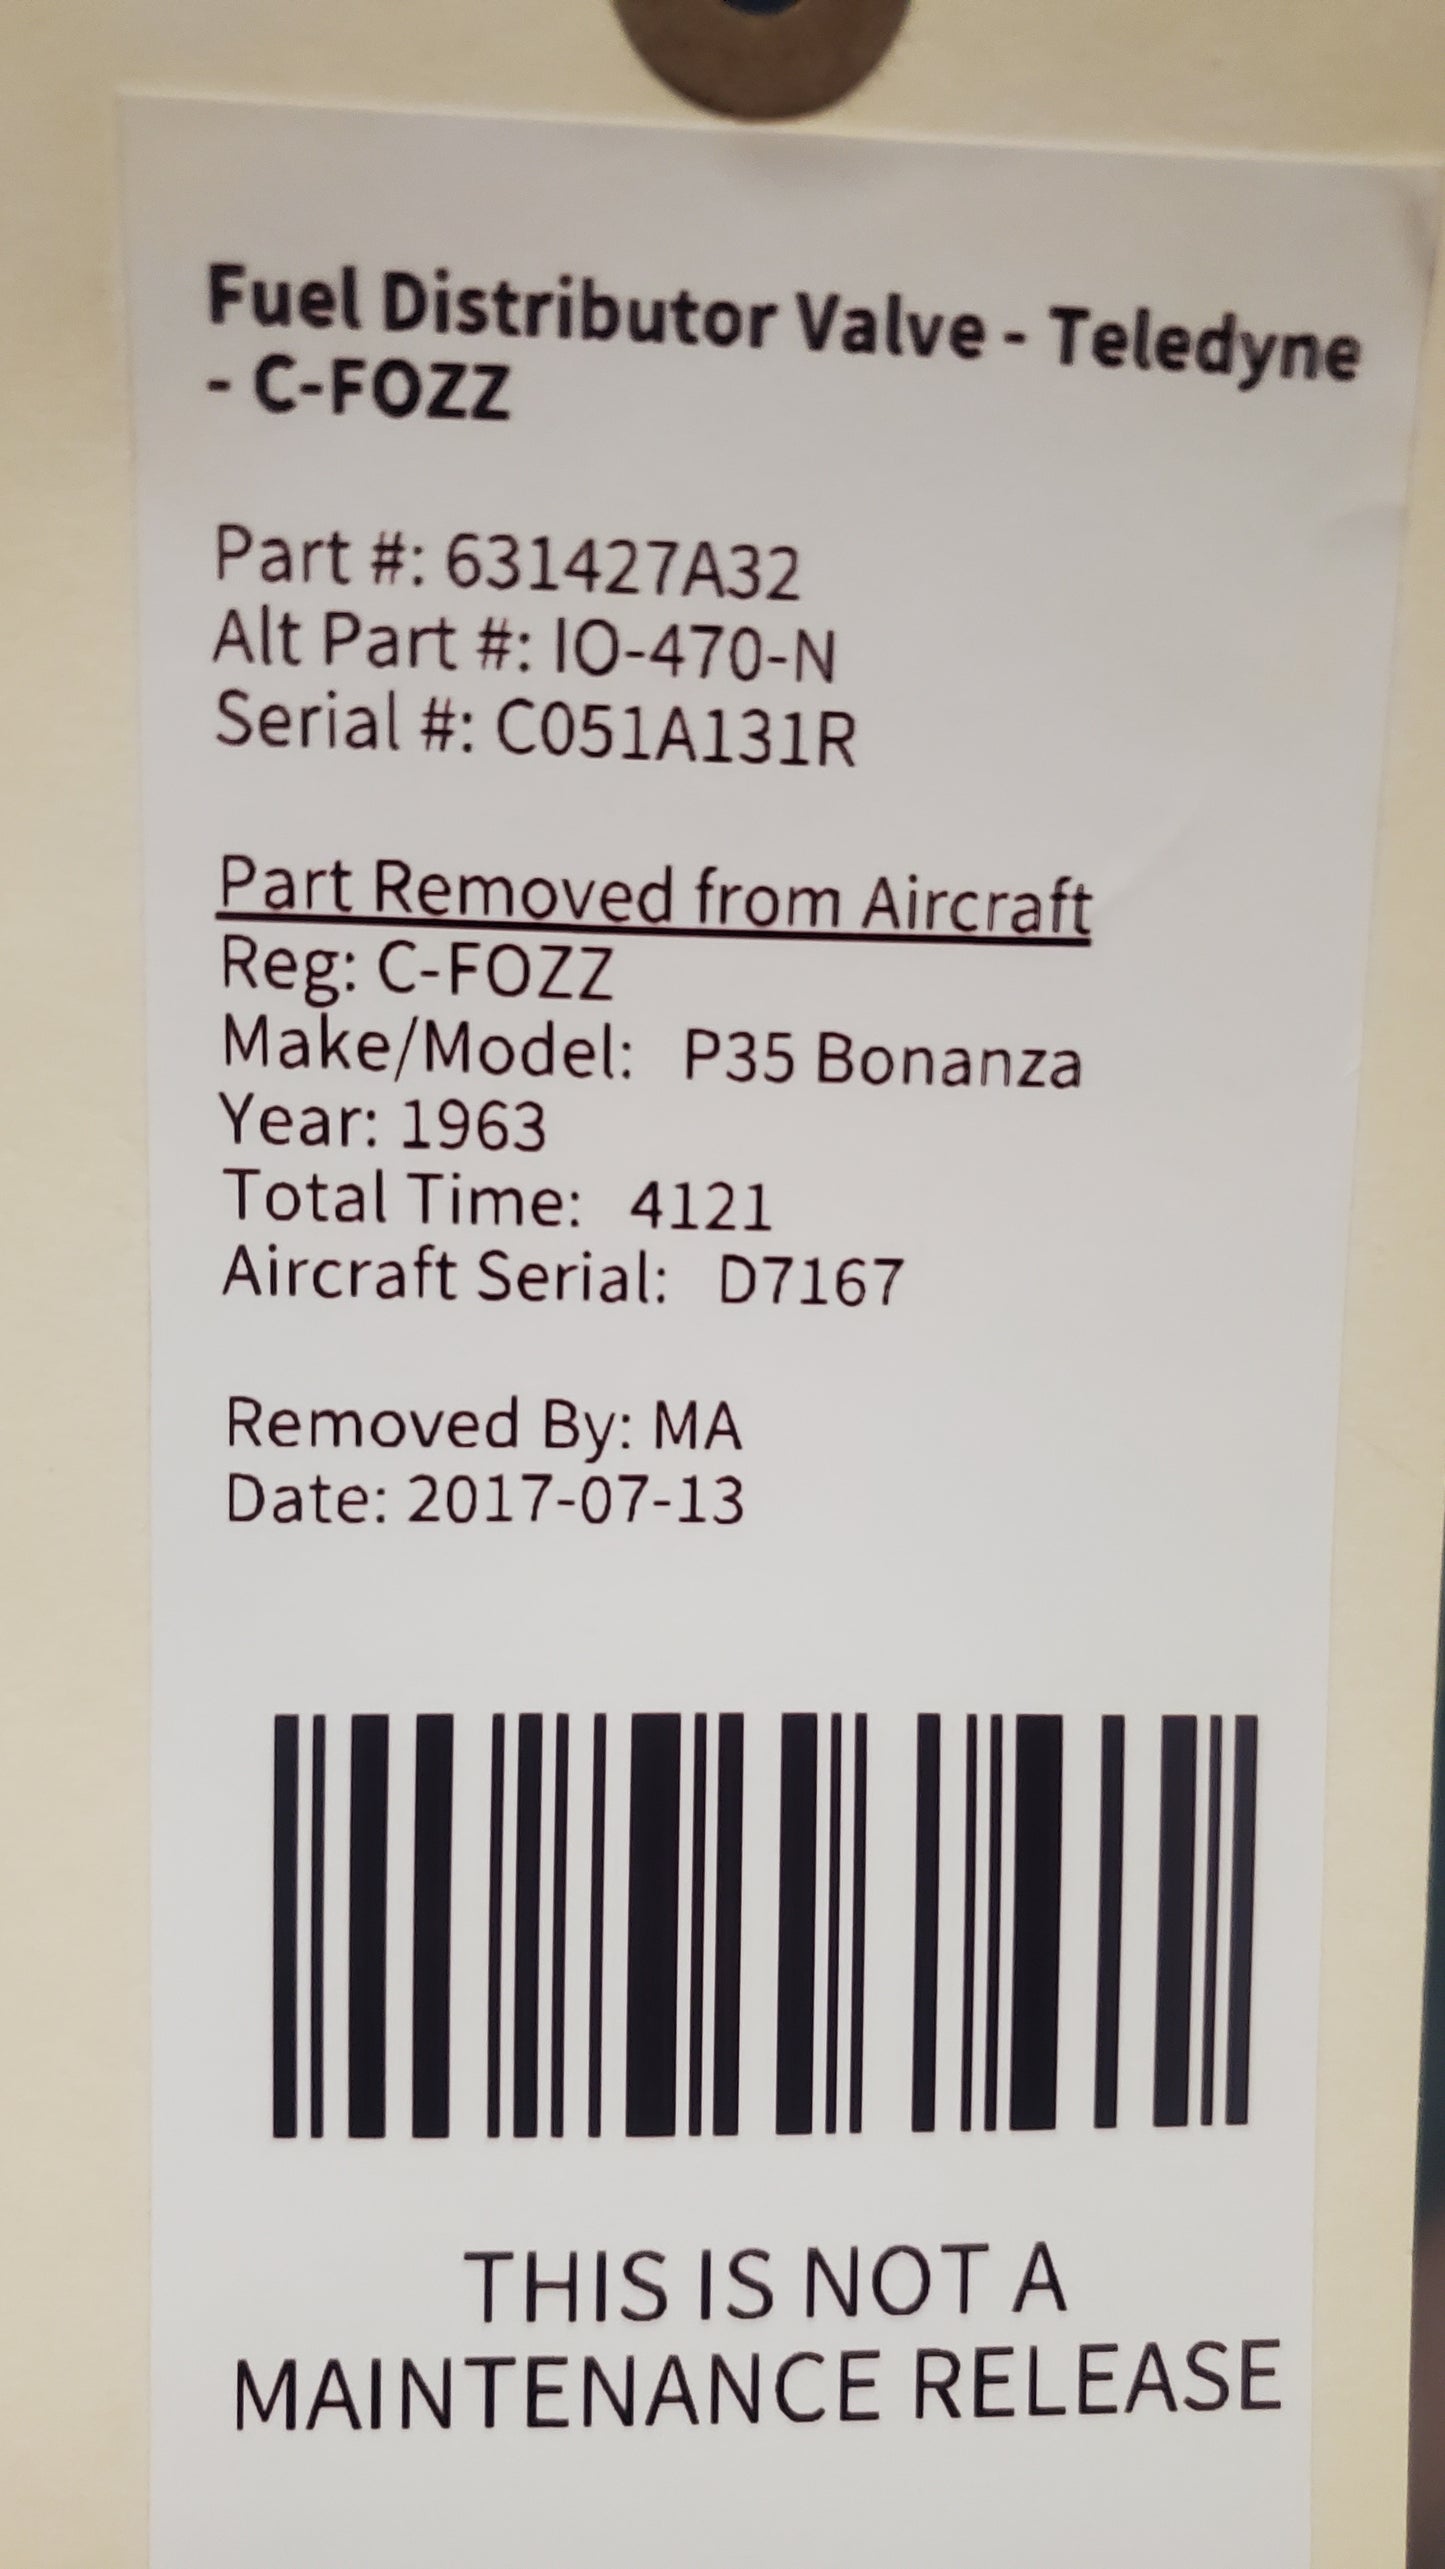 Fuel Distributor Valve - Teledyne
- C-FOZZ
Part #: 631427A32
Alt Part #: IO-470-N
Serial #: C051A131R
Part Removed from Aircraft
Reg: C-FOZZ
Make/Model: P35 Bonanza
Year: 1963
Total Time: 4121
Aircraft Serial: D7167
Removed By: MA
Date: 2017-07-13
THIS IS NOT A
MAINTENANCE RELEASE